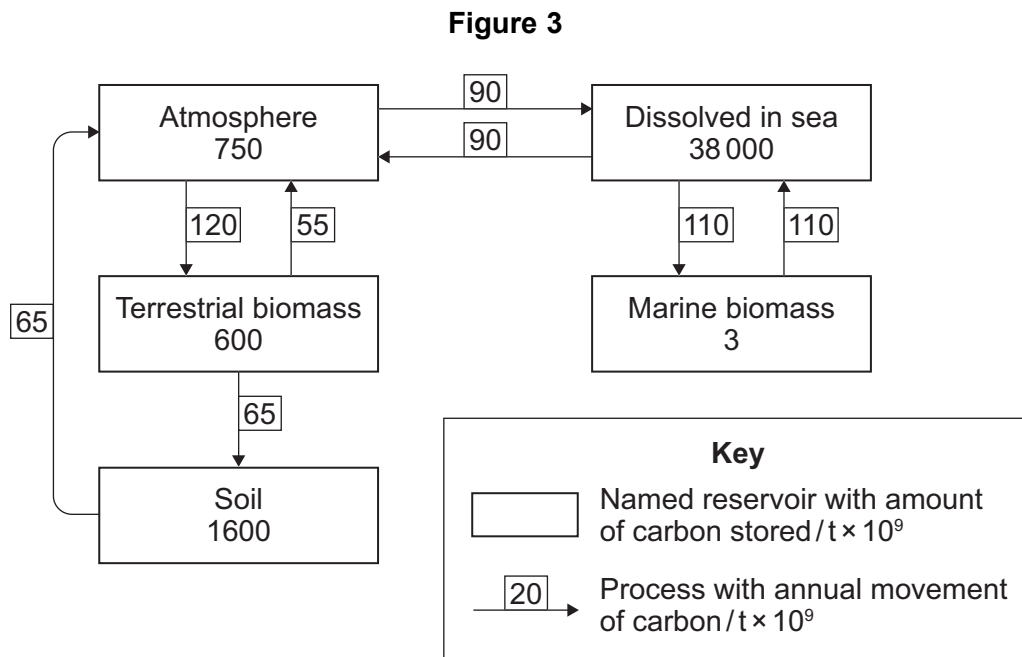 Figure 3
Atmosphere
750
90
90
Dissolved in sea
38 000
120
55
110
110
65
Terrestrial biomass
600
Marine biomass
3
65
Soil
1600
Key
Named reservoir with amount
of carbon stored / t × 10⁹
20
Process with annual movement
of carbon / t × 10⁹